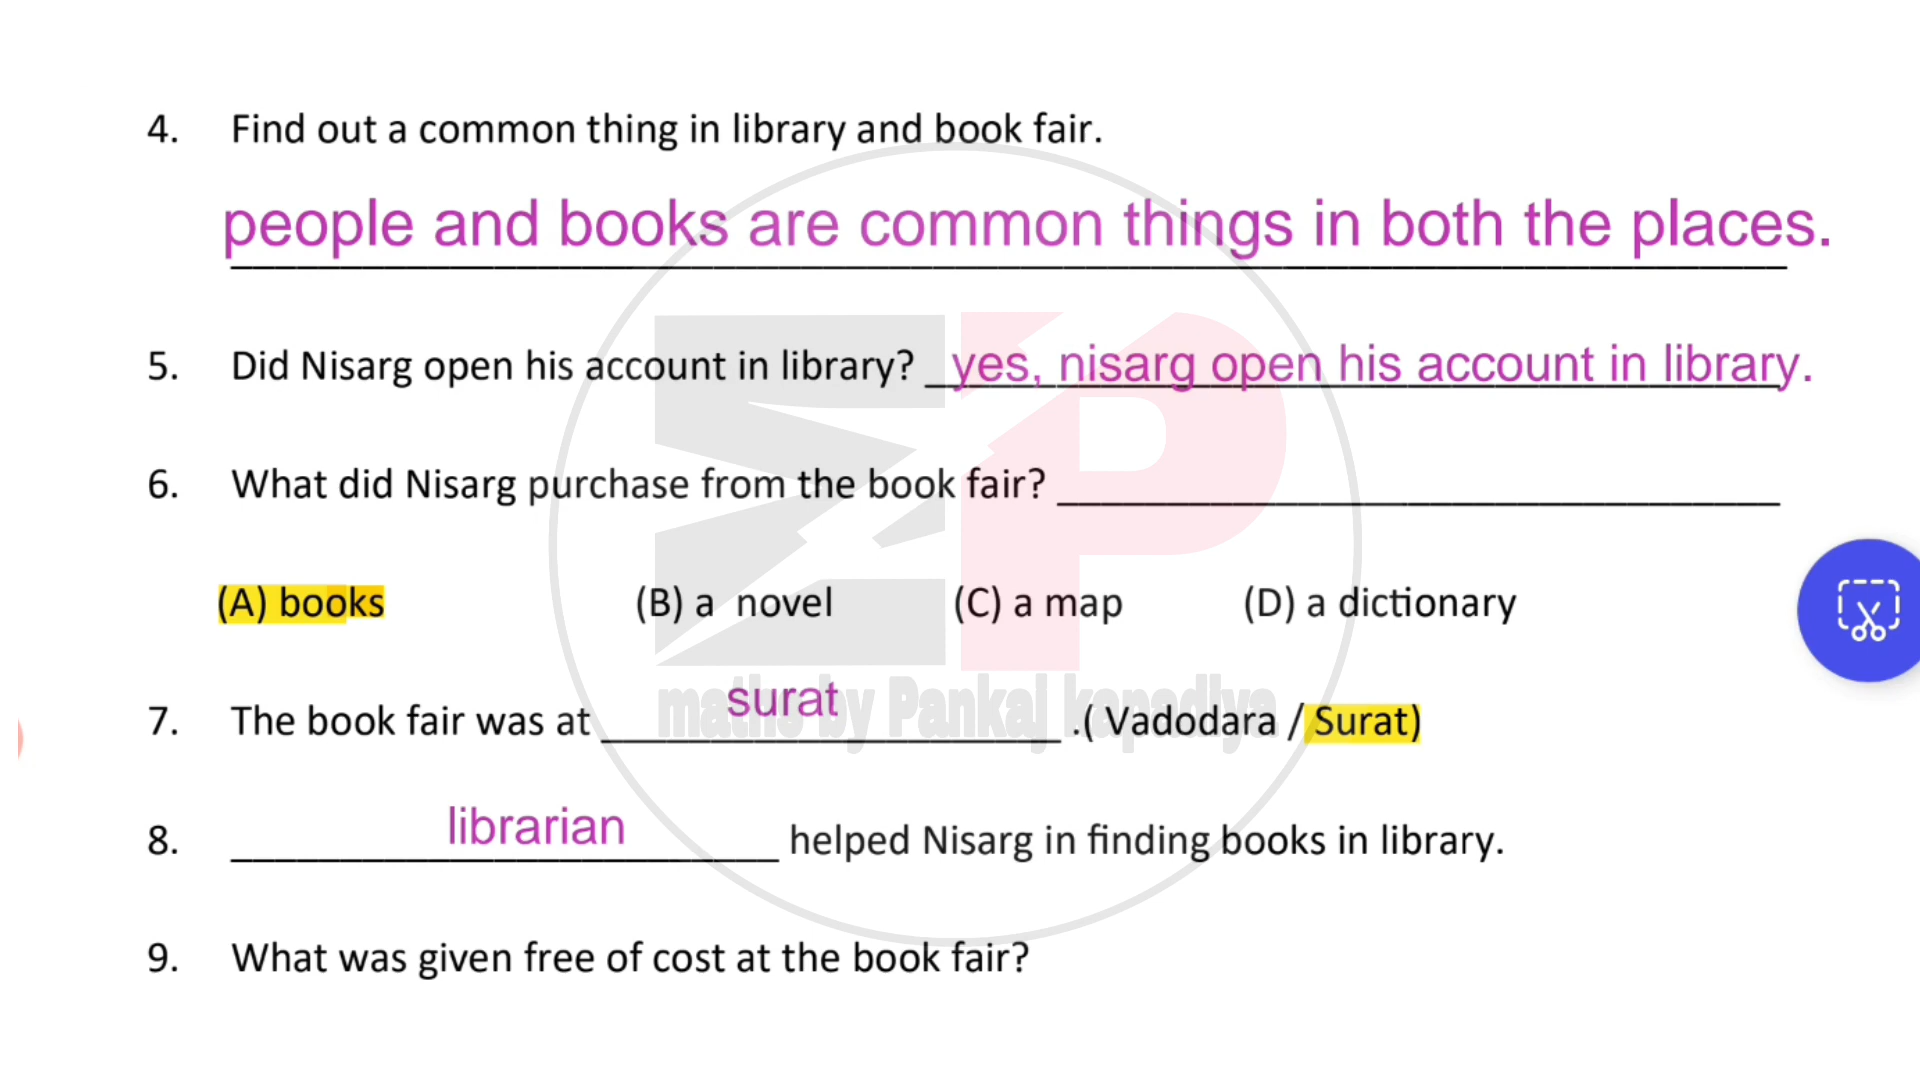 4. Find out a common thing in library and book fair.
people and books are common things in both the places.
5. Did Nisarg open his account in library? yes, nisarg open his account in library.
6. What did Nisarg purchase from the book fair? ______
(A) books (B) a novel (C) a map (D) a dictionary
maths by Pankaj kapadiya
7. The book fair was at surat .( Vadodara / Surat)
8. librarian helped Nisarg in finding books in library.
9. What was given free of cost at the book fair?